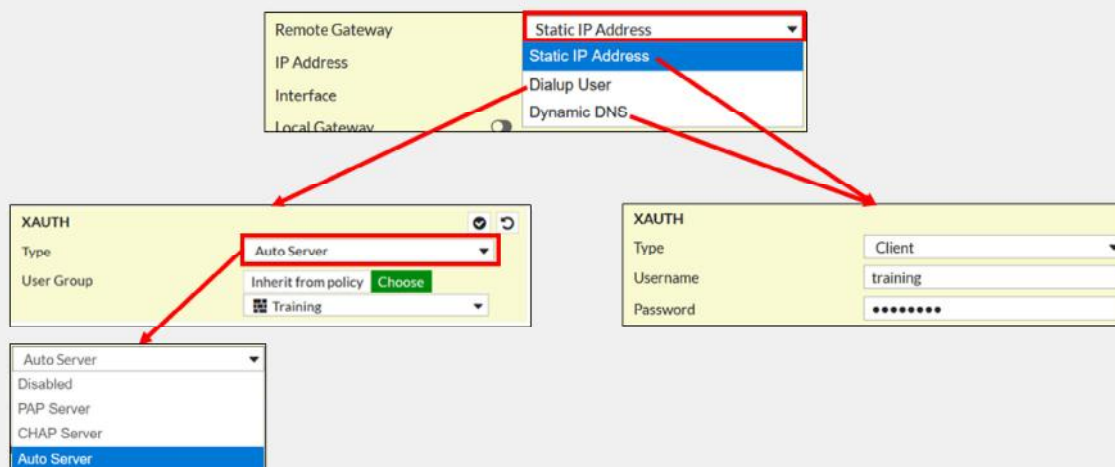 Remote Gateway Static IP Address
IP Address Static IP Address
Interface Dialup User
Local Gateway Dynamic DNS
XAUTH
Type Auto Server
User Group Inherit from policy Choose
Training
XAUTH
Type Client
Username training
Password ••••••••
Auto Server
Disabled
PAP Server
CHAP Server
Auto Server